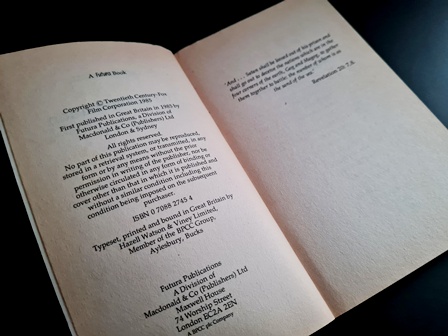 A Futura Book
Copyright © Twentieth Century-Fox
Film Corporation 1985
First published in Great Britain in 1985 by
Futura Publications, a Division of
Macdonald & Co (Publishers) Ltd
London & Sydney
All rights reserved.
No part of this publication may be reproduced,
stored in a retrieval system, or transmitted, in any
form or by any means without the prior
permission in writing of the publisher, nor be
otherwise circulated in any form of binding or
cover other than that in which it is published and
without a similar condition including this
condition being imposed on the subsequent
purchaser.
ISBN 0 7088 2745 4
Typeset, printed and bound in Great Britain by
Hazell Watson & Viney Limited,
Member of the BPCC Group,
Aylesbury, Bucks
Futura Publications
A Division of
Macdonald & Co (Publishers) Ltd
Maxwell House
74 Worship Street
London EC2A 2EN
A BPCC plc Company
'And . . . Satan shall be loosed out of his prison and
shall go out to deceive the nations which are in the
four corners of the earth, Gog and Magog, to gather
them together to battle: the number of whom is as
the sand of the sea.'
Revelation 20: 7,8